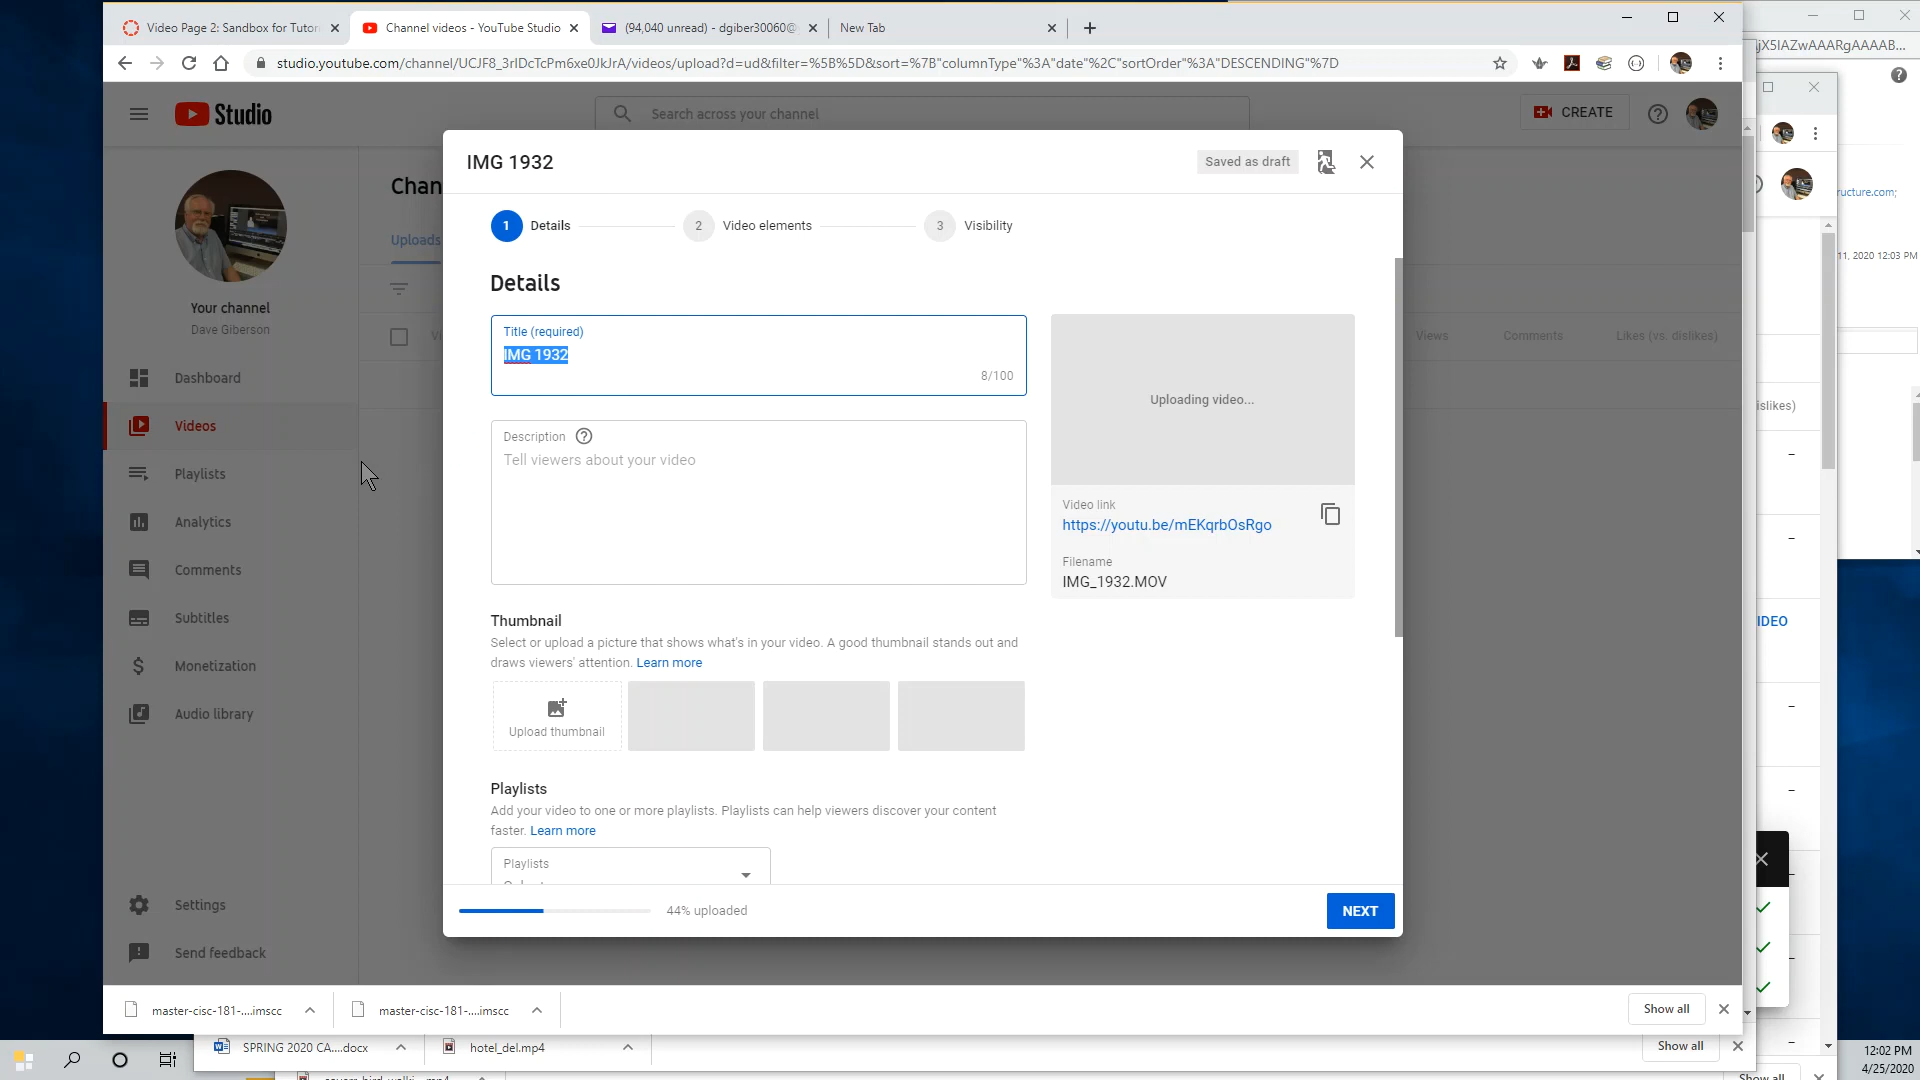 Video Page 2: Sandbox for Tutor
Channel videos - YouTube Studio
(94,040 unread) - dgiber30060@
New Tab
jX5IAZwAAARgAAAAB...
studio.youtube.com/channel/UCJF8_3rIDcTcPm6xe0JkJrA/videos/upload?d=ud&filter=%5B%5D&sort=%7B"columnType"%3A"date"%2C"sortOrder"%3A"DESCENDING"%7D
Studio
Search across your channel
CREATE
IMG 1932
Saved as draft
Chan
ructure.com;
1 Details
2 Video elements
3 Visibility
Uploads
11, 2020 12:03 PM
Details
Your channel
Dave Giberson
Title (required)
IMG 1932
8/100
Views
Comments
Likes (vs. dislikes)
Dashboard
Uploading video...
islikes)
Videos
Description
Tell viewers about your video
Playlists
Video link
https://youtu.be/mEKqrbOsRgo
Analytics
Filename
IMG_1932.MOV
Comments
Subtitles
Thumbnail
IDEO
Select or upload a picture that shows what's in your video. A good thumbnail stands out and
draws viewers' attention. Learn more
Monetization
Audio library
Upload thumbnail
Playlists
Add your video to one or more playlists. Playlists can help viewers discover your content
faster. Learn more
Playlists
Settings
44% uploaded
NEXT
Send feedback
master-cisc-181-....imscc
master-cisc-181-....imscc
Show all
SPRING 2020 CA....docx
hotel_del.mp4
Show all
12:02 PM
4/25/2020
Show all